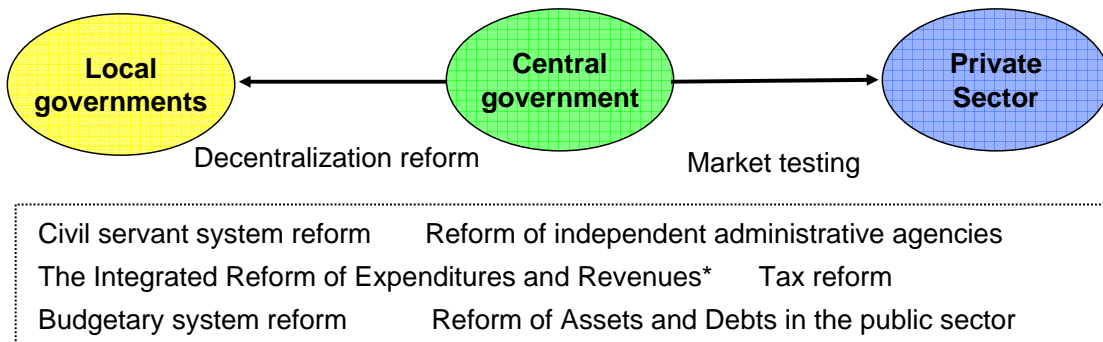 Local
governments
Central
government
Private
Sector
Decentralization reform
Market testing
Civil servant system reform Reform of independent administrative agencies
The Integrated Reform of Expenditures and Revenues* Tax reform
Budgetary system reform Reform of Assets and Debts in the public sector